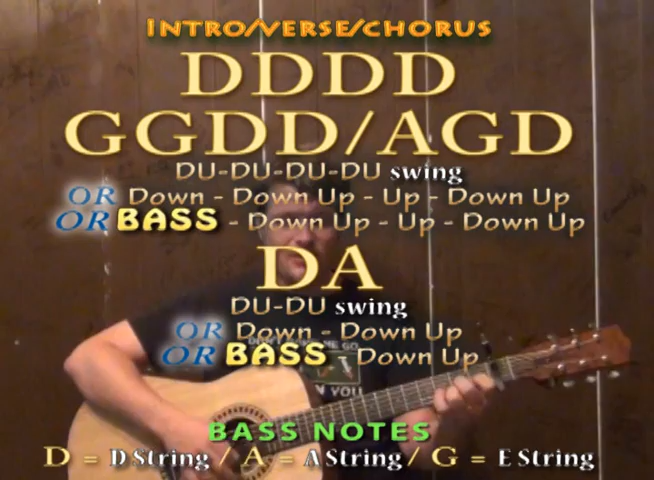 INTRO/VERSE/CHORUS
DDDD
GGDD/AGD
DU-DU-DU-DU swing
OR Down - Down Up - Up - Down Up
OR BASS - Down Up - Up - Down Up
DA
DU-DU swing
OR Down - Down Up
OR BASS - Down Up
BASS NOTES
D = D String / A = A String / G = E String